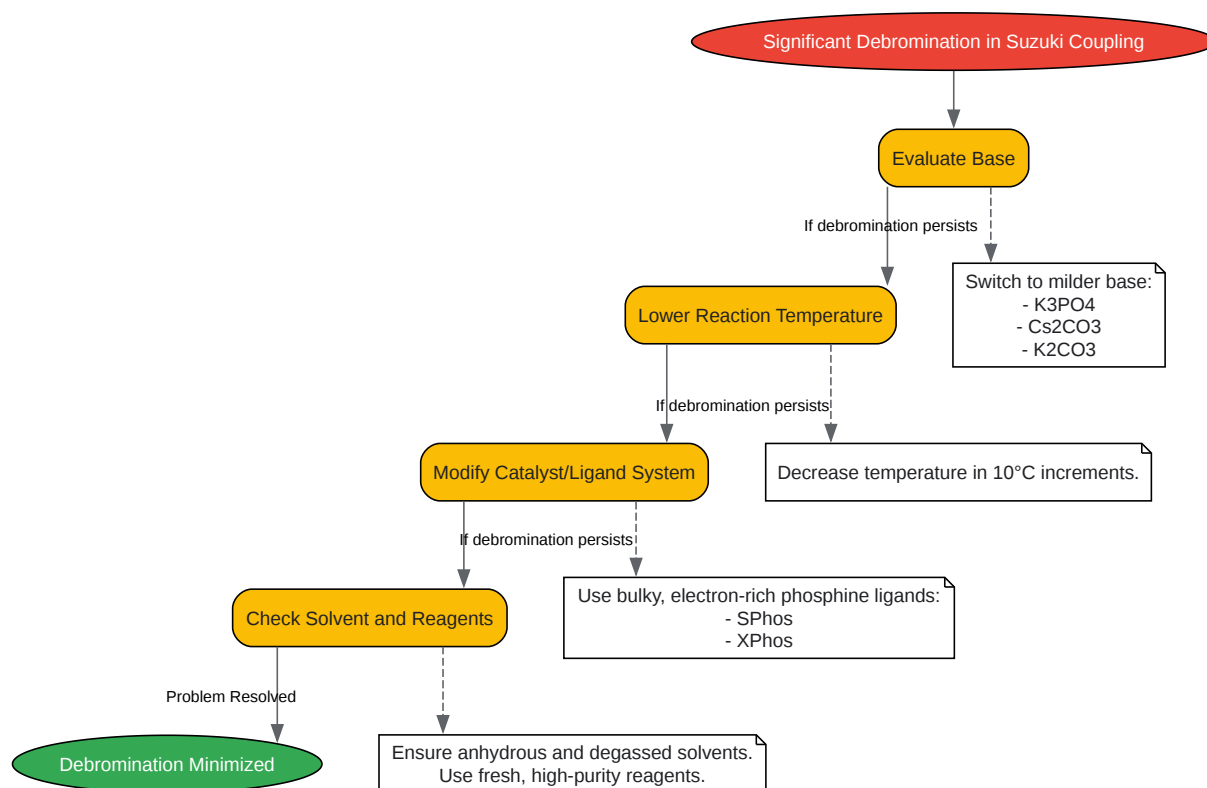 Significant Debromination in Suzuki Coupling
Evaluate Base
If debromination persists
Switch to milder base:
- K3PO4
- Cs2CO3
- K2CO3
Lower Reaction Temperature
If debromination persists
Decrease temperature in 10°C increments.
Modify Catalyst/Ligand System
If debromination persists
Use bulky, electron-rich phosphine ligands:
- SPhos
- XPhos
Check Solvent and Reagents
Problem Resolved
Ensure anhydrous and degassed solvents.
Use fresh, high-purity reagents.
Debromination Minimized